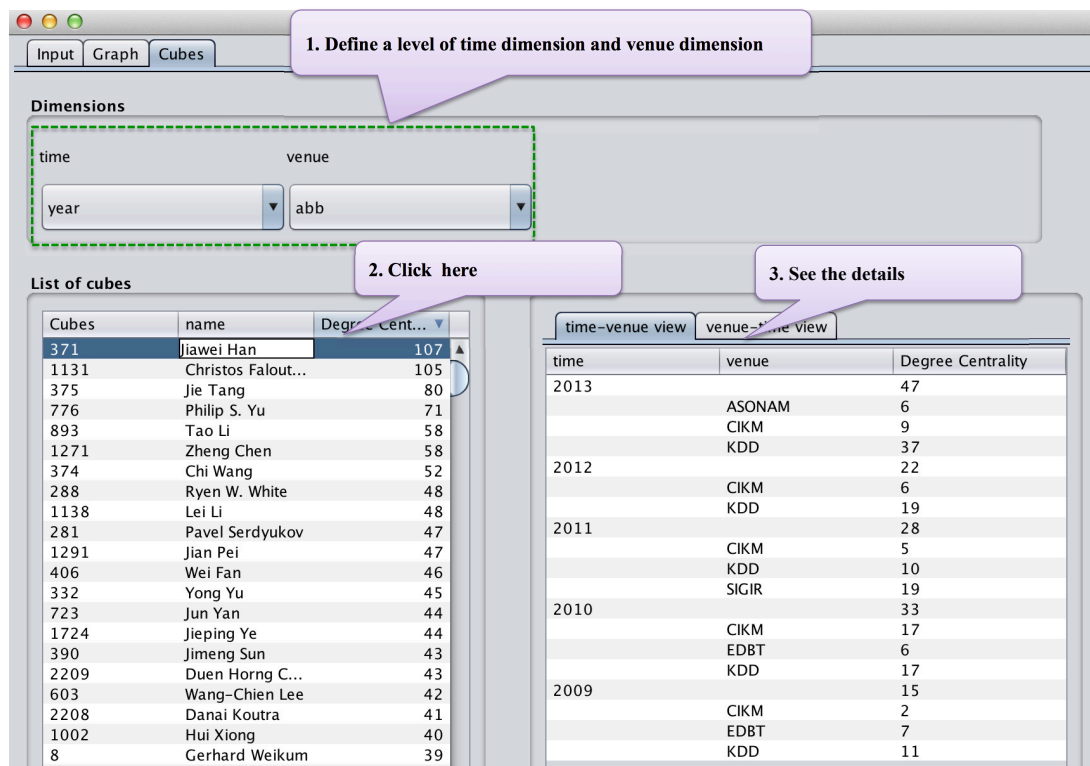 1. Define a level of time dimension and venue dimension
Input Graph Cubes
Dimensions
time venue
year abb
2. Click here
3. See the details
List of cubes
Cubes name Degree Cent...
371 Jiawei Han 107
1131 Christos Falout... 105
375 Jie Tang 80
776 Philip S. Yu 71
893 Tao Li 58
1271 Zheng Chen 58
374 Chi Wang 52
288 Ryen W. White 48
1138 Lei Li 48
281 Pavel Serdyukov 47
1291 Jian Pei 47
406 Wei Fan 46
332 Yong Yu 45
723 Jun Yan 44
1724 Jieping Ye 44
390 Jimeng Sun 43
2209 Duen Horng C... 43
603 Wang-Chien Lee 42
2208 Danai Koutra 41
1002 Hui Xiong 40
8 Gerhard Weikum 39
time-venue view venue-time view
time venue Degree Centrality
2013 47
ASONAM 6
CIKM 9
KDD 37
2012 22
CIKM 6
KDD 19
2011 28
CIKM 5
KDD 10
SIGIR 19
2010 33
CIKM 17
EDBT 6
KDD 17
2009 15
CIKM 2
EDBT 7
KDD 11